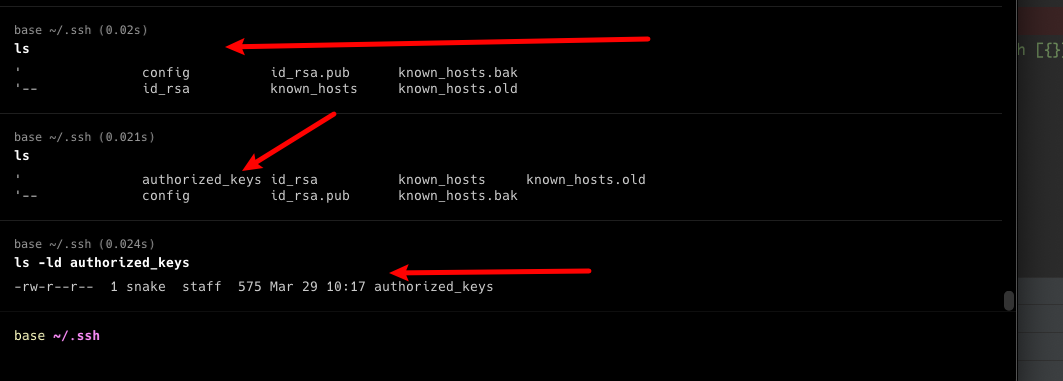 base ~/.ssh (0.02s)
ls
' config id_rsa.pub known_hosts.bak
'-- id_rsa known_hosts known_hosts.old
base ~/.ssh (0.021s)
ls
' authorized_keys id_rsa known_hosts known_hosts.old
'-- config id_rsa.pub known_hosts.bak
base ~/.ssh (0.024s)
ls -ld authorized_keys
-rw-r--r-- 1 snake staff 575 Mar 29 10:17 authorized_keys
base ~/.ssh
h [{}]